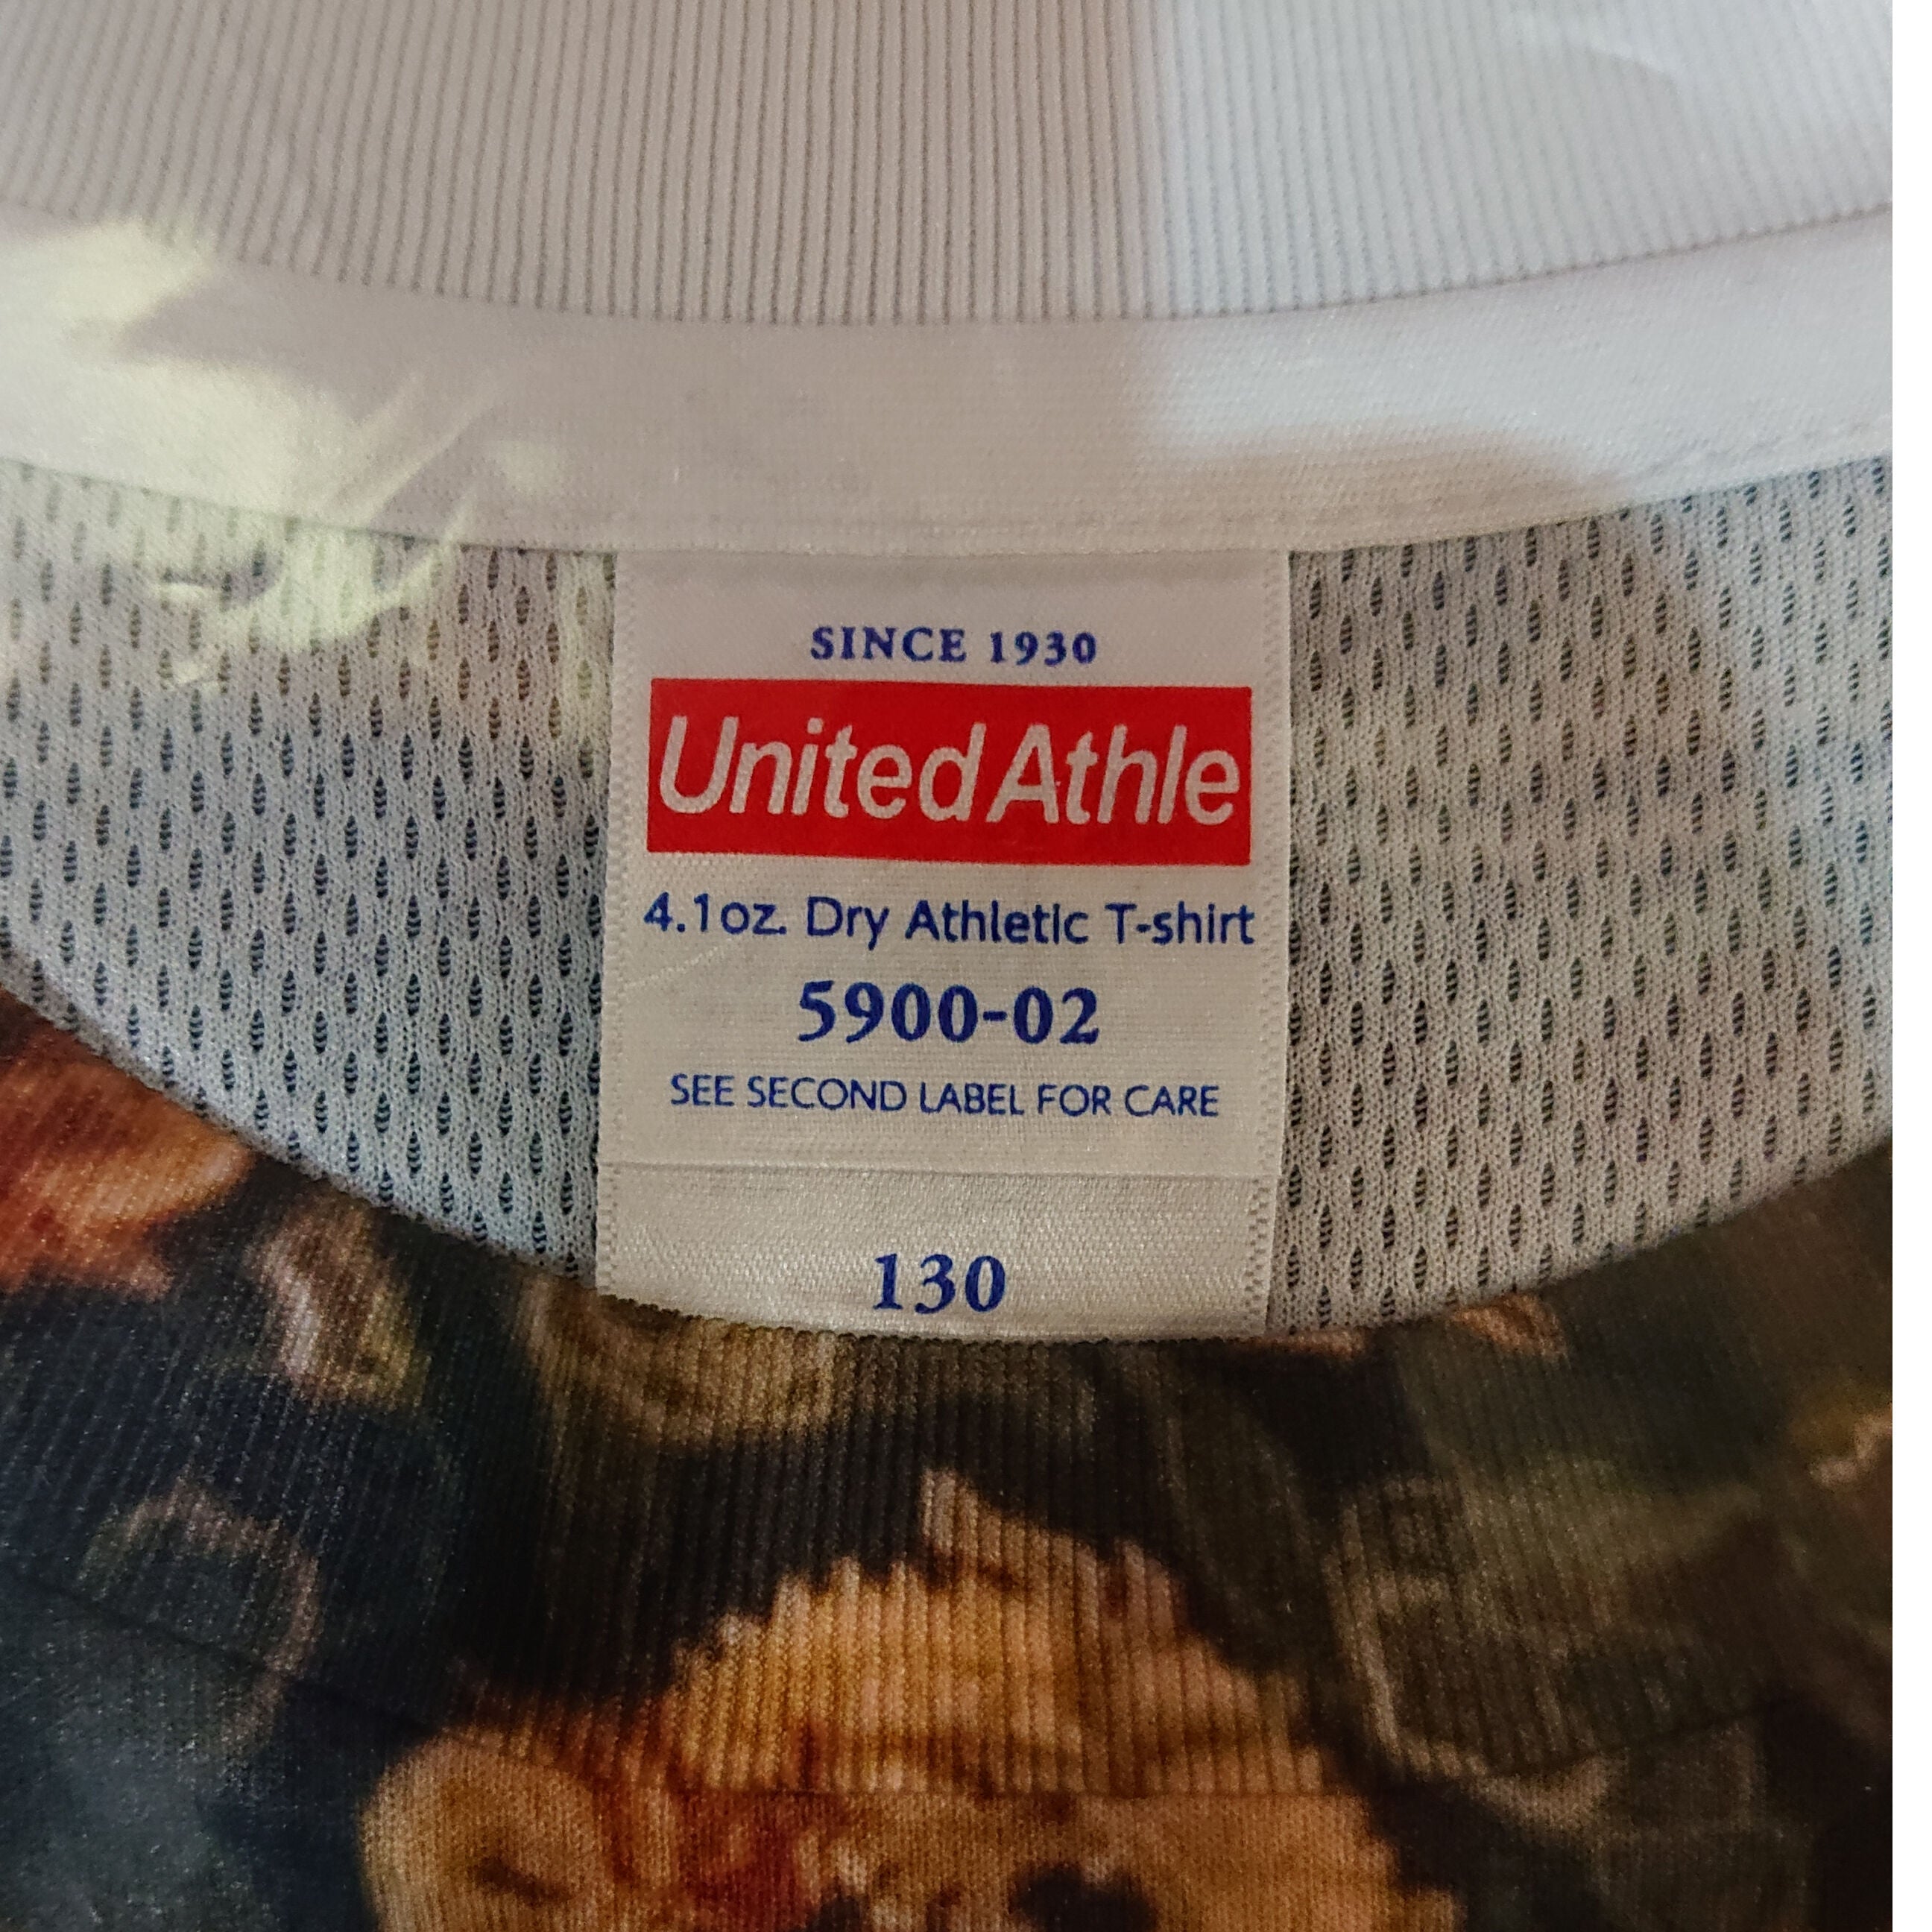 SINCE 1930
United Athle
4.1oz. Dry Athletic T-shirt
5900-02
SEE SECOND LABEL FOR CARE
130